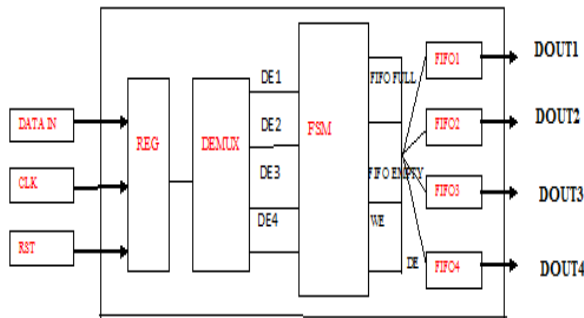 DATA IN
CLK
RST
REG
DEMUX
DE1
DE2
DE3
DE4
FSM
FIFO FULL
FIFO EMPTY
WE
DE
FIFO1
FIFO2
FIFO3
FIFO4
DOUT1
DOUT2
DOUT3
DOUT4